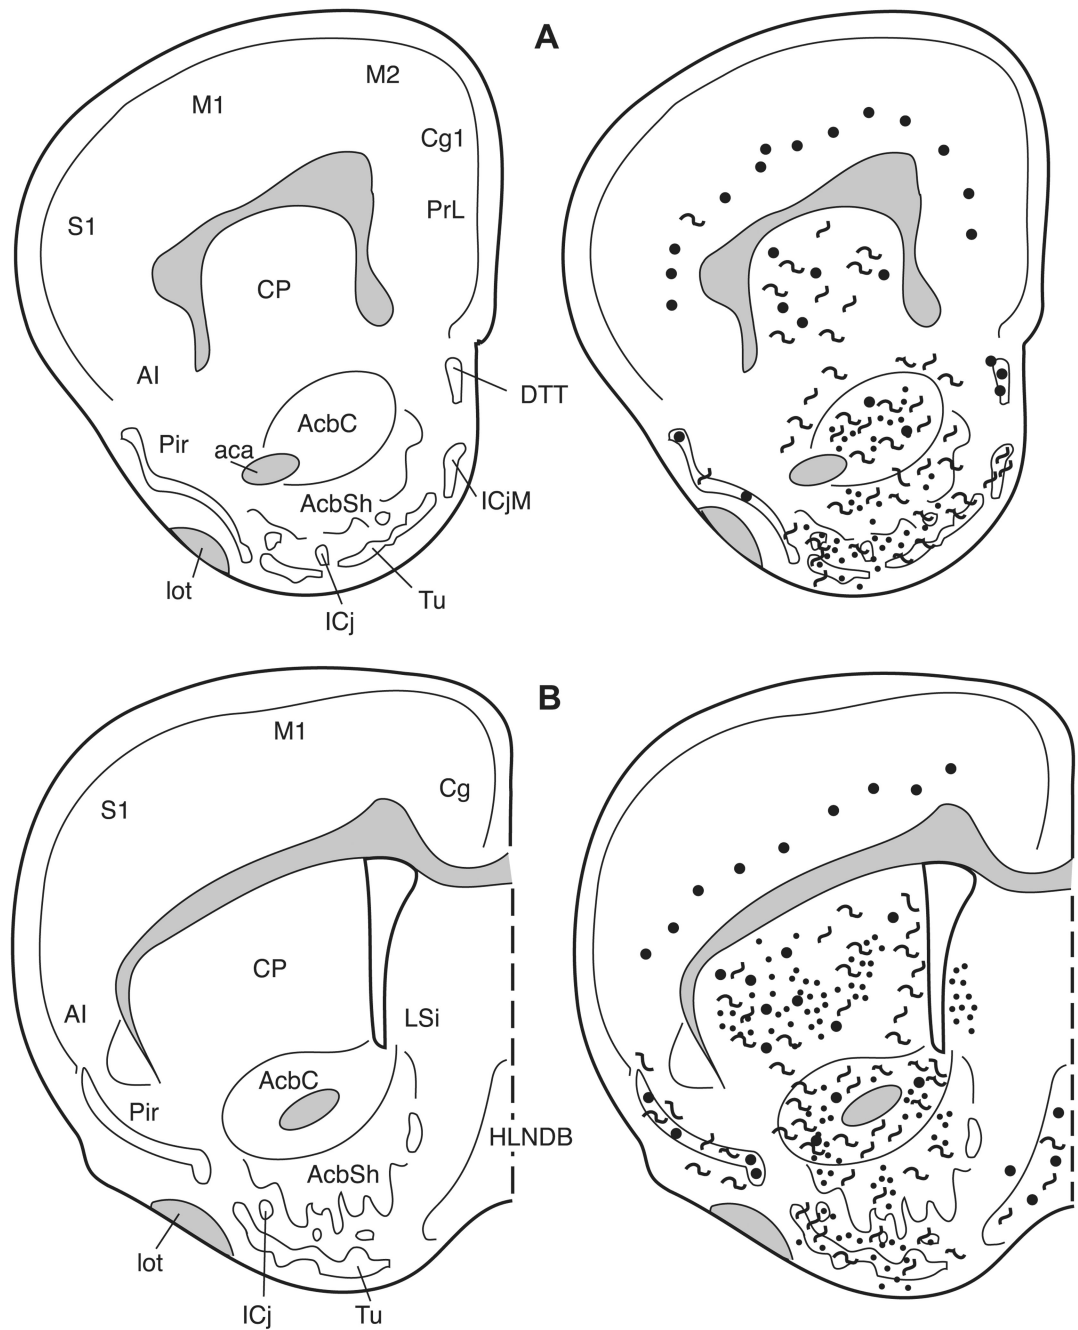 A
M2
M1
Cg1
PrL
S1
CP
AI
DTT
AcbC
Pir
aca
AcbSh
ICjM
lot
Tu
ICj
B
M1
Cg
S1
CP
AI
LSi
AcbC
Pir
HLNDB
AcbSh
lot
ICj
Tu